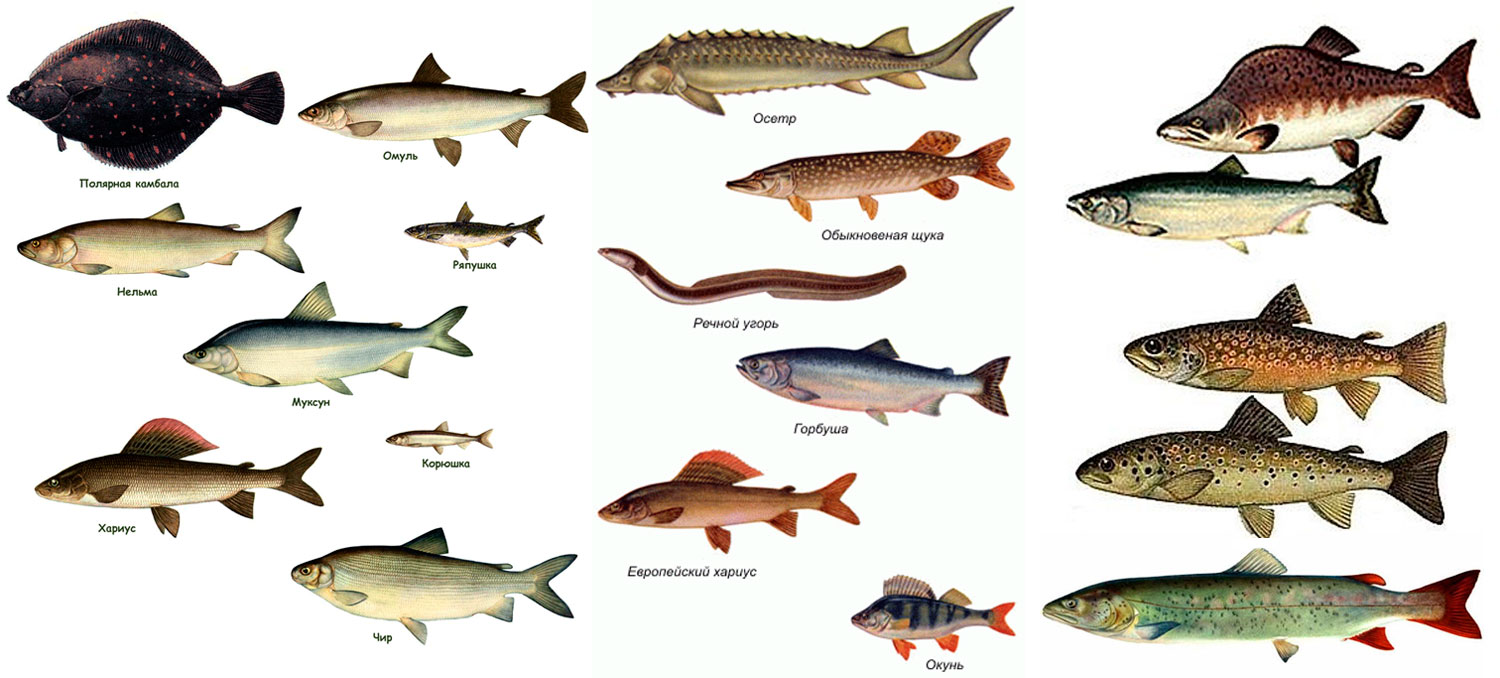 Полярная камбала
Омуль
Нельма
Ряпушка
Муксун
Хариус
Корюшка
Чир
Осетр
Обыкновеная щука
Речной угорь
Горбуша
Европейский хариус
Окунь